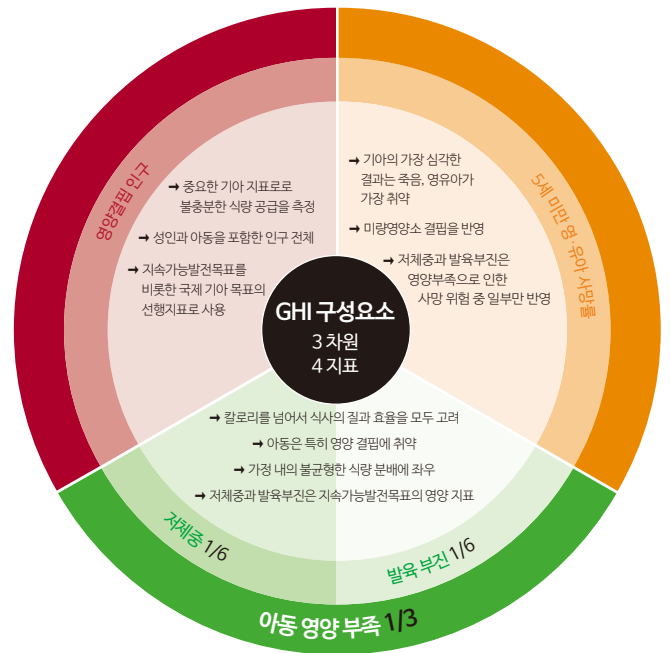 영양결핍 인구
➞ 중요한 기아 지표로로
불충분한 식량 공급을 측정
➞ 성인과 아동을 포함한 인구 전체
➞ 지속가능발전목표를
비롯한 국제 기아 목표의
선행지표로 사용
5세 미만 영·유아 사망률
➞ 기아의 가장 심각한
결과는 죽음, 영유아가
가장 취약
➞ 미량영양소 결핍을 반영
➞ 저체중과 발육부진은
영양부족으로 인한
사망 위험 중 일부만 반영
GHI 구성요소
3 차원
4 지표
➞ 칼로리를 넘어서 식사의 질과 효율을 모두 고려
➞ 아동은 특히 영양 결핍에 취약
➞ 가정 내의 불균형한 식량 분배에 좌우
➞ 저체중과 발육부진은 지속가능발전목표의 영양 지표
저체중 1/6
발육 부진 1/6
아동 영양 부족 1/3